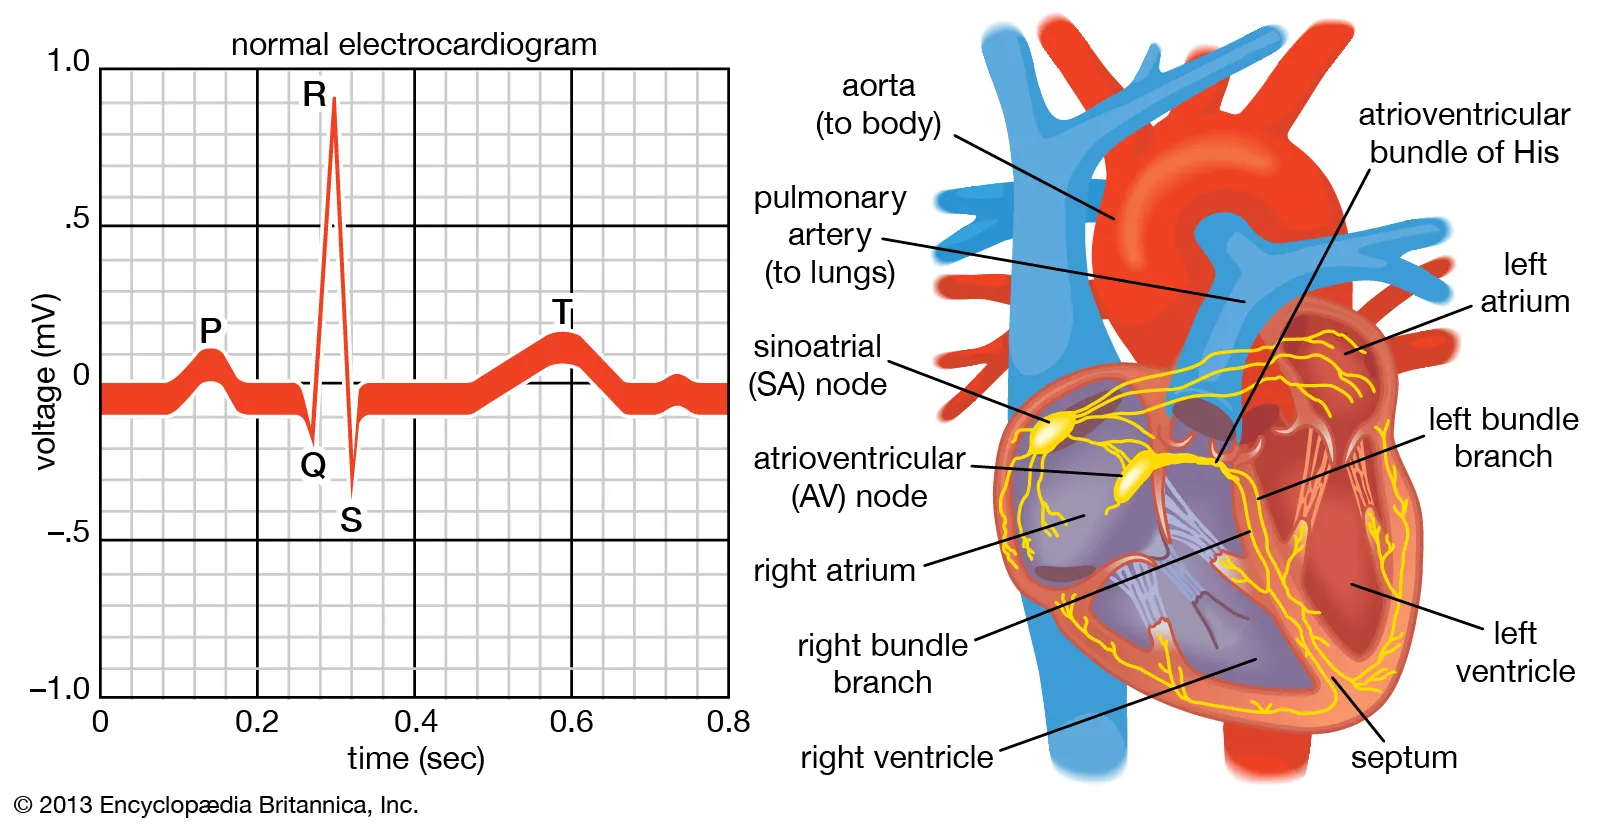 normal electrocardiogram
1.0
.5
0
–.5
–1.0
voltage (mV)
R
P
T
Q
S
0
0.2
0.4
0.6
0.8
time (sec)
aorta
(to body)
pulmonary
artery
(to lungs)
sinoatrial
(SA) node
atrioventricular
(AV) node
right atrium
right bundle
branch
right ventricle
atrioventricular
bundle of His
left
atrium
left bundle
branch
left
ventricle
septum
© 2013 Encyclopædia Britannica, Inc.